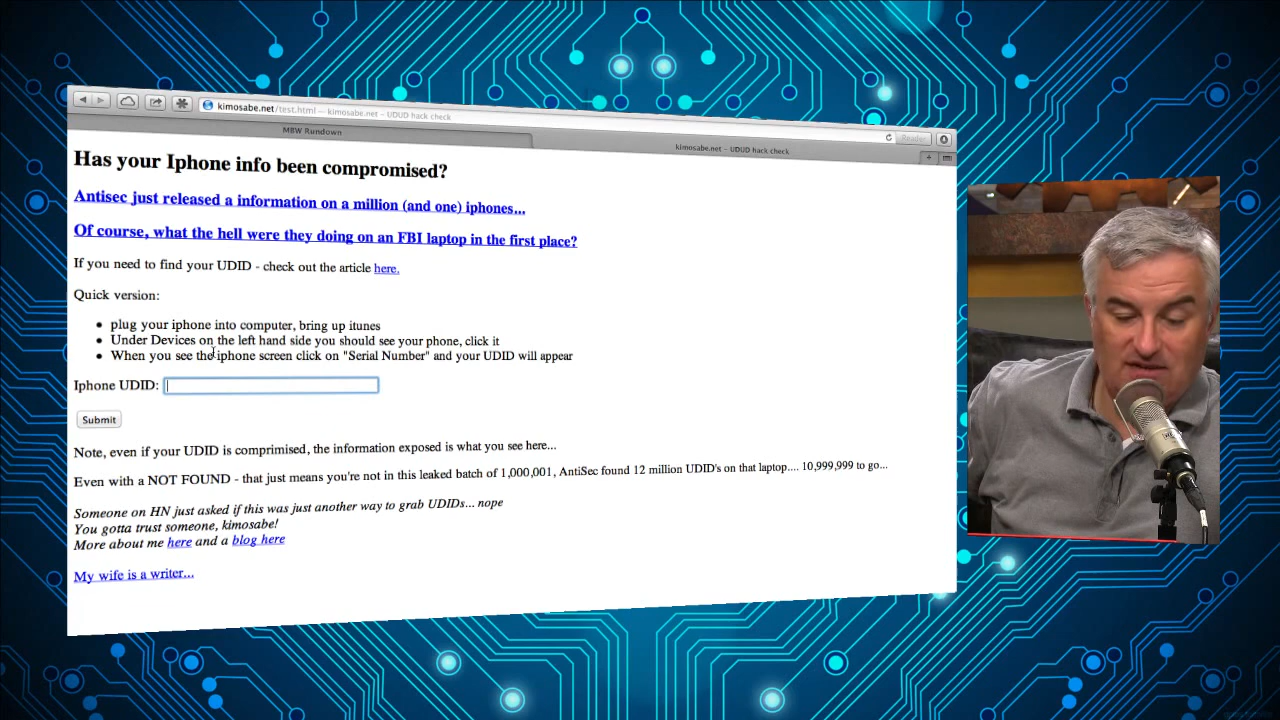 kimosabe.net/test.html — kimosabe.net - UDUD hack check
Reader
MBW Rundown
kimosabe.net - UDUD hack check
Has your Iphone info been compromised?
Antisec just released a information on a million (and one) iphones...
Of course, what the hell were they doing on an FBI laptop in the first place?
If you need to find your UDID - check out the article here.
Quick version:
plug your iphone into computer, bring up itunes
Under Devices on the left hand side you should see your phone, click it
When you see the iphone screen click on "Serial Number" and your UDID will appear
Iphone UDID:
Submit
Note, even if your UDID is comprimised, the information exposed is what you see here...
Even with a NOT FOUND - that just means you're not in this leaked batch of 1,000,001, AntiSec found 12 million UDID's on that laptop.... 10,999,999 to go...
Someone on HN just asked if this was just another way to grab UDIDs... nope
You gotta trust someone, kimosabe!
More about me here and a blog here
My wife is a writer...